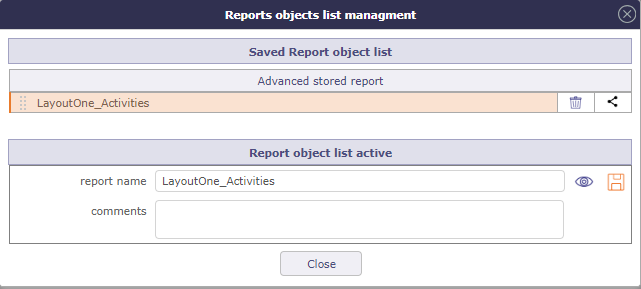 Reports objects list managment
Saved Report object list
Advanced stored report
LayoutOne_Activities
Report object list active
report name
LayoutOne_Activities
comments
Close